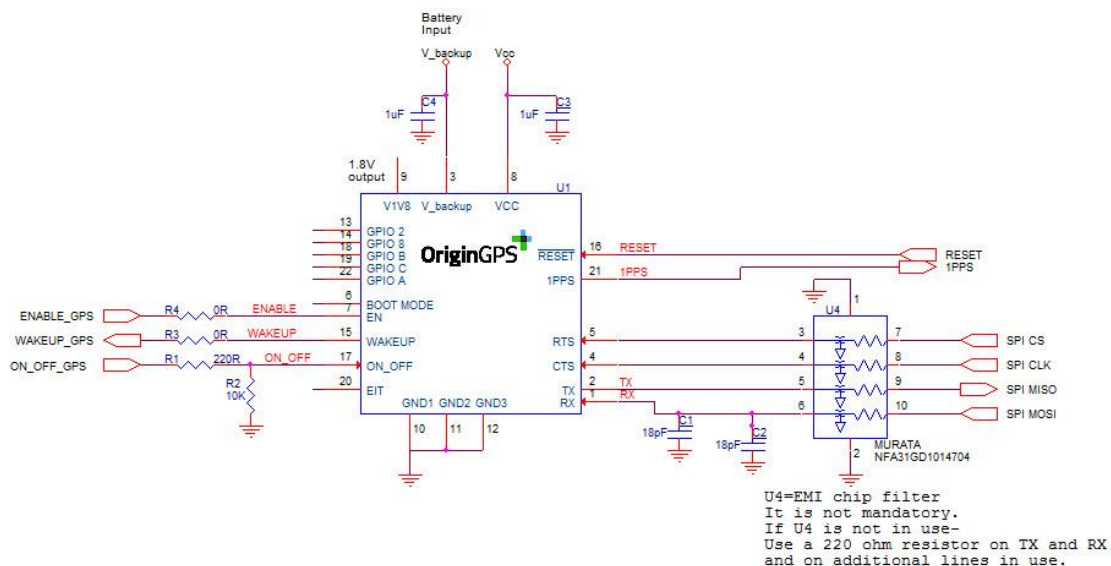 Battery
Input
V_backup
Vcc
C4
1uF
C3
1uF
1.8V
output
9
3
8
U1
V1V8
V_backup
VCC
OriginGPS
13
GPIO 2
14
GPIO 8
18
GPIO B
19
GPIO C
22
GPIO A
RESET
16
RESET
RESET
1PPS
21
1PPS
1PPS
6
BOOT MODE
ENABLE_GPS
R4
0R
ENABLE
7
EN
WAKEUP_GPS
R3
0R
WAKEUP
15
WAKEUP
ON_OFF_GPS
R1
220R
ON_OFF
17
ON_OFF
R2
10K
20
EIT
GND1
GND2
GND3
10
11
12
RTS
5
CTS
4
TX
2
TX
RX
1
RX
C1
18pF
C2
18pF
U4
1
3
7
SPI CS
4
8
SPI CLK
5
9
SPI MISO
6
10
SPI MOSI
2
MURATA
NFA31GD1014704
U4=EMI chip filter
It is not mandatory.
If U4 is not in use-
Use a 220 ohm resistor on TX and RX
and on additional lines in use.